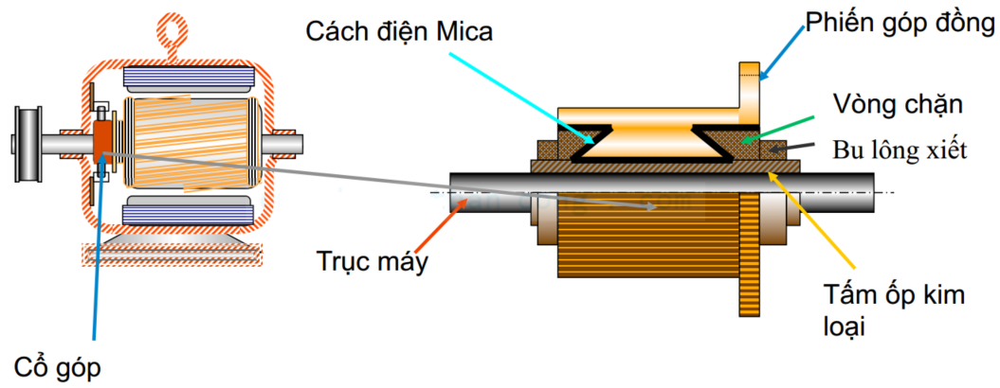 Cách điện Mica
Phiến góp đồng
Vòng chặn
Bu lông xiết
Trục máy
Tấm ốp kim
loại
Cổ góp